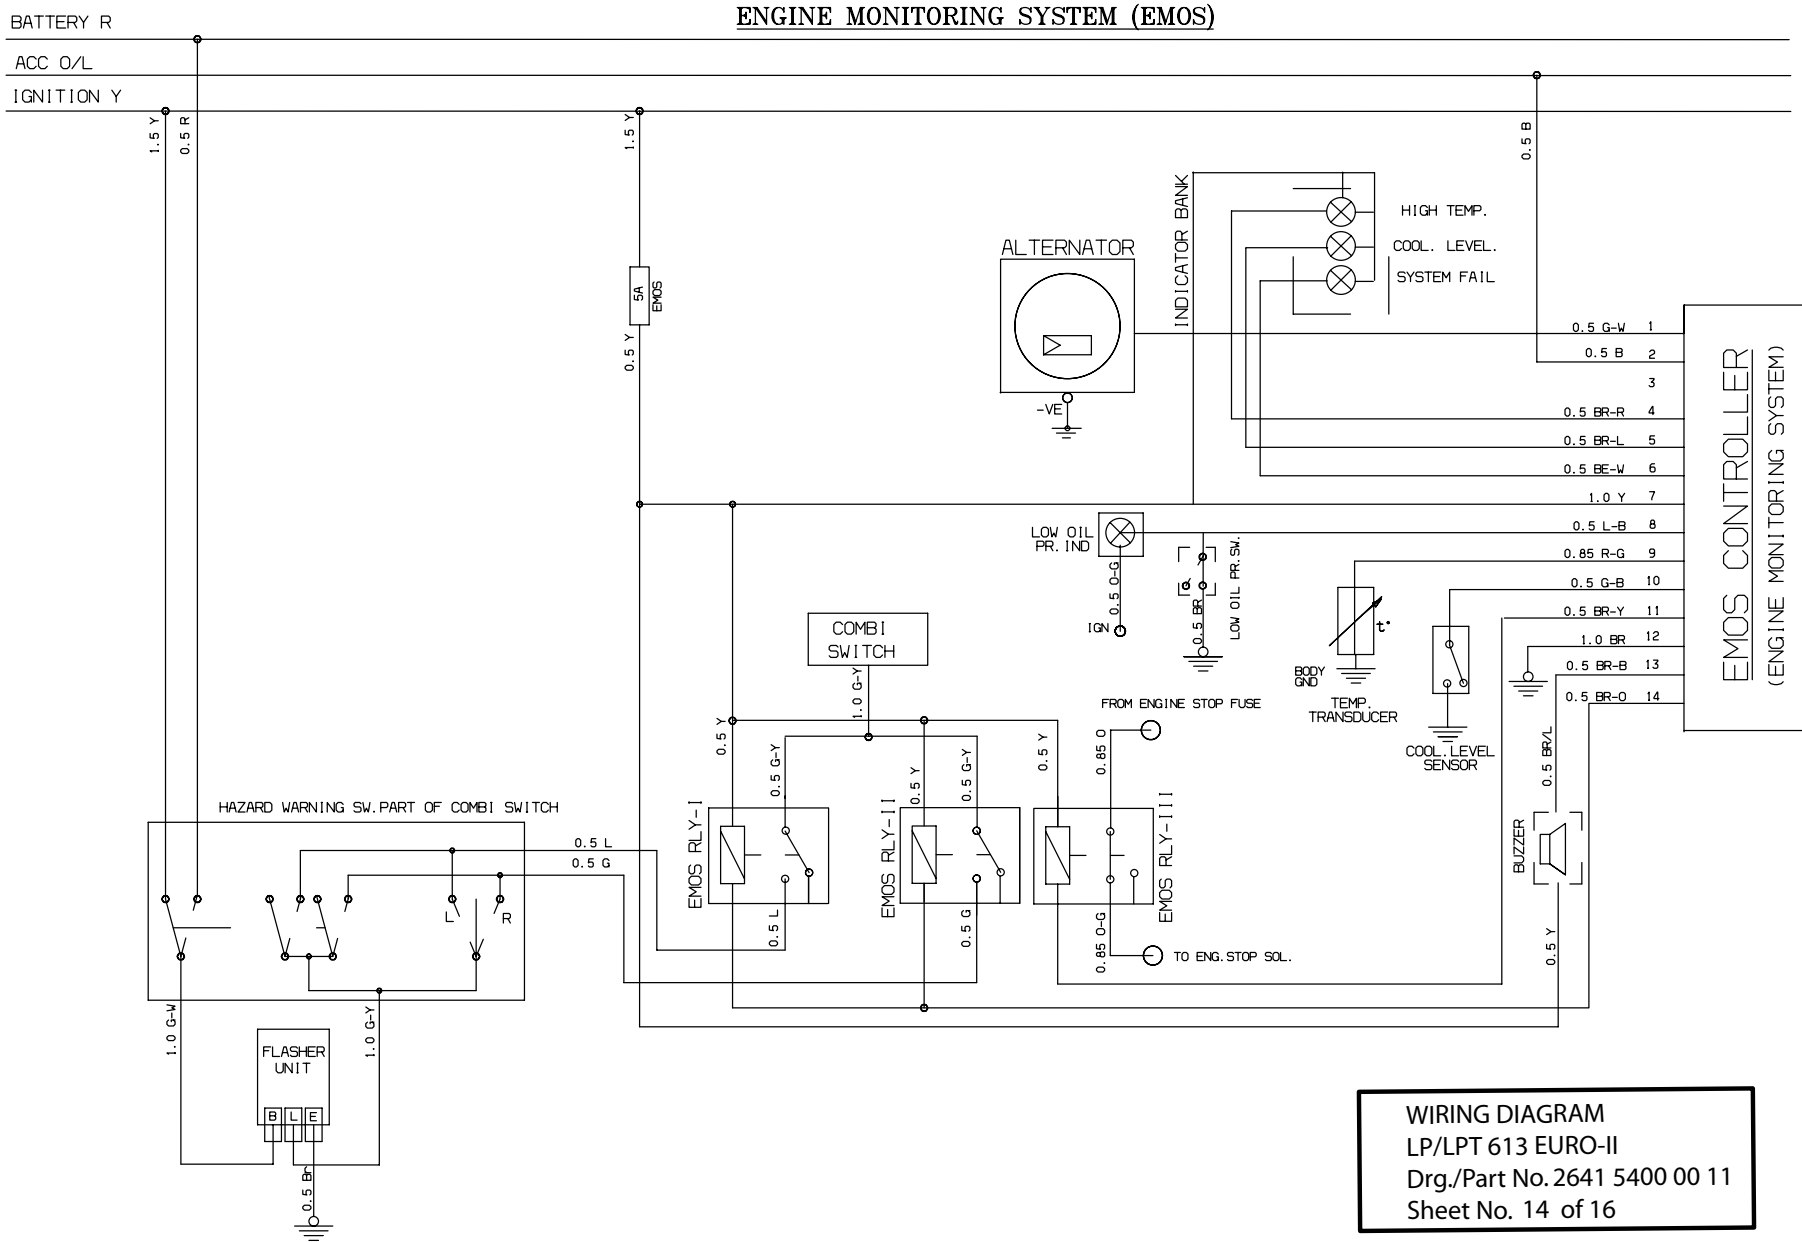 ENGINE MONITORING SYSTEM (EMOS)
BATTERY R
ACC O/L
IGNITION Y
1.5 Y
0.5 R
1.5 Y
0.5 B
5A
EMOS
0.5 Y
INDICATOR BANK
HIGH TEMP.
COOL. LEVEL.
SYSTEM FAIL
ALTERNATOR
-VE
0.5 G-W 1
0.5 B 2
3
0.5 BR-R 4
0.5 BR-L 5
0.5 BE-W 6
1.0 Y 7
0.5 L-B 8
0.85 R-G 9
0.5 G-B 10
0.5 BR-Y 11
1.0 BR 12
0.5 BR-B 13
0.5 BR-O 14
EMOS CONTROLLER
(ENGINE MONITORING SYSTEM)
LOW OIL
PR. IND
0.5 O-G
IGN
0.5 BR
LOW OIL PR.SW.
t°
BODY
GND
TEMP.
TRANSDUCER
COOL.LEVEL
SENSOR
COMBI
SWITCH
1.0 G-Y
FROM ENGINE STOP FUSE
0.5 Y
0.5 G-Y
0.5 Y
0.5 G-Y
0.5 Y
0.85 O
0.5 BR/L
HAZARD WARNING SW.PART OF COMBI SWITCH
EMOS RLY-I
EMOS RLY-II
EMOS RLY-III
BUZZER
0.5 L
0.5 G
L
R
0.5 L
0.5 G
0.85 O-G
TO ENG.STOP SOL.
0.5 Y
1.0 G-W
1.0 G-Y
FLASHER
UNIT
B L E
0.5 Br
WIRING DIAGRAM
LP/LPT 613 EURO-II
Drg./Part No. 2641 5400 00 11
Sheet No. 14 of 16